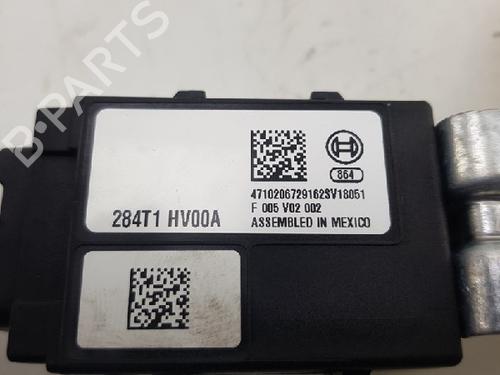 B-PARTS
864
4710206729162SV18051
284T1 HV00A
F 005 V02 002
ASSEMBLED IN MEXICO